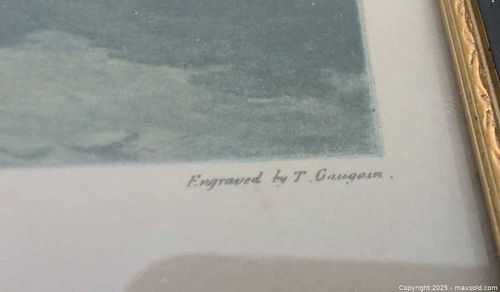 Engraved by T. Gaugain.
Copyright © 2025 - maxsold.com